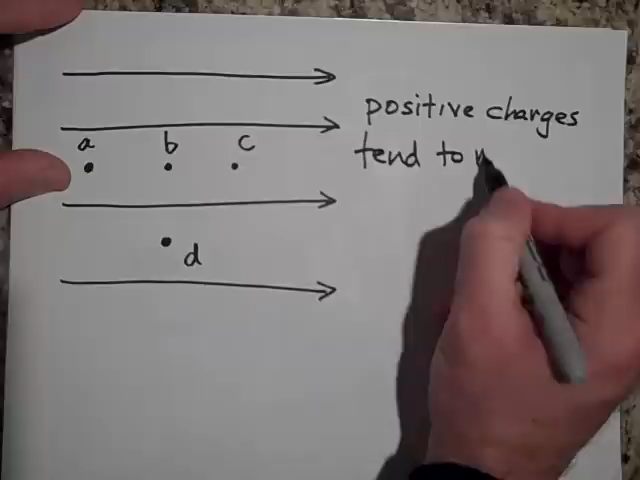 a b c
d
positive charges
tend to